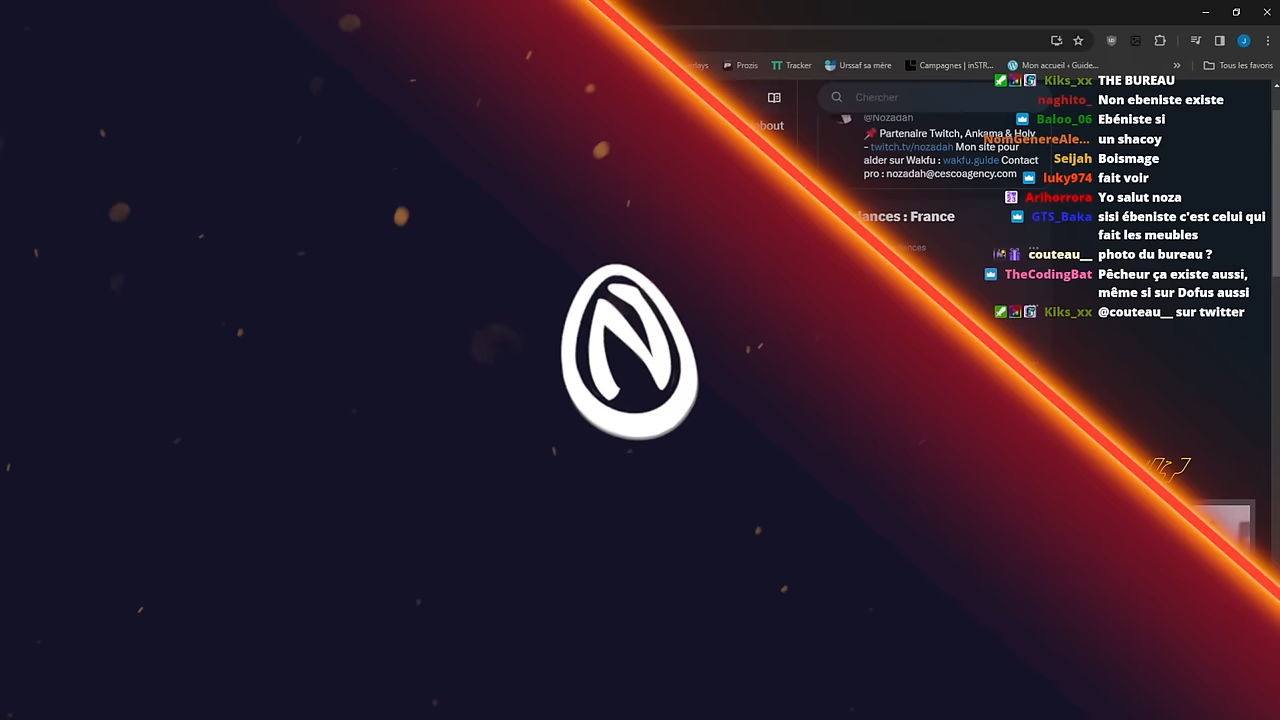 Prozis
TT Tracker
Urssaf sa mère
Campagnes | inSTR...
Mon accueil ‹ Guide...
»
Tous les favoris
Chercher
@Nozadah
📌 Partenaire Twitch, Ankama & Holy
- twitch.tv/nozadah Mon site pour
aider sur Wakfu : wakfu.guide Contact
pro : nozadah@cescoagency.com
lances : France
Kiks_xx THE BUREAU
naghito_ Non ebeniste existe
Baloo_06 Ebéniste si
NomGenereAle... un shacoy
Seijah Boismage
luky974 fait voir
Arihorrora Yo salut noza
GTS_Baka sisi ébeniste c'est celui qui
fait les meubles
couteau__ photo du bureau ?
TheCodingBat Pêcheur ça existe aussi,
même si sur Dofus aussi
Kiks_xx @couteau__ sur twitter
N